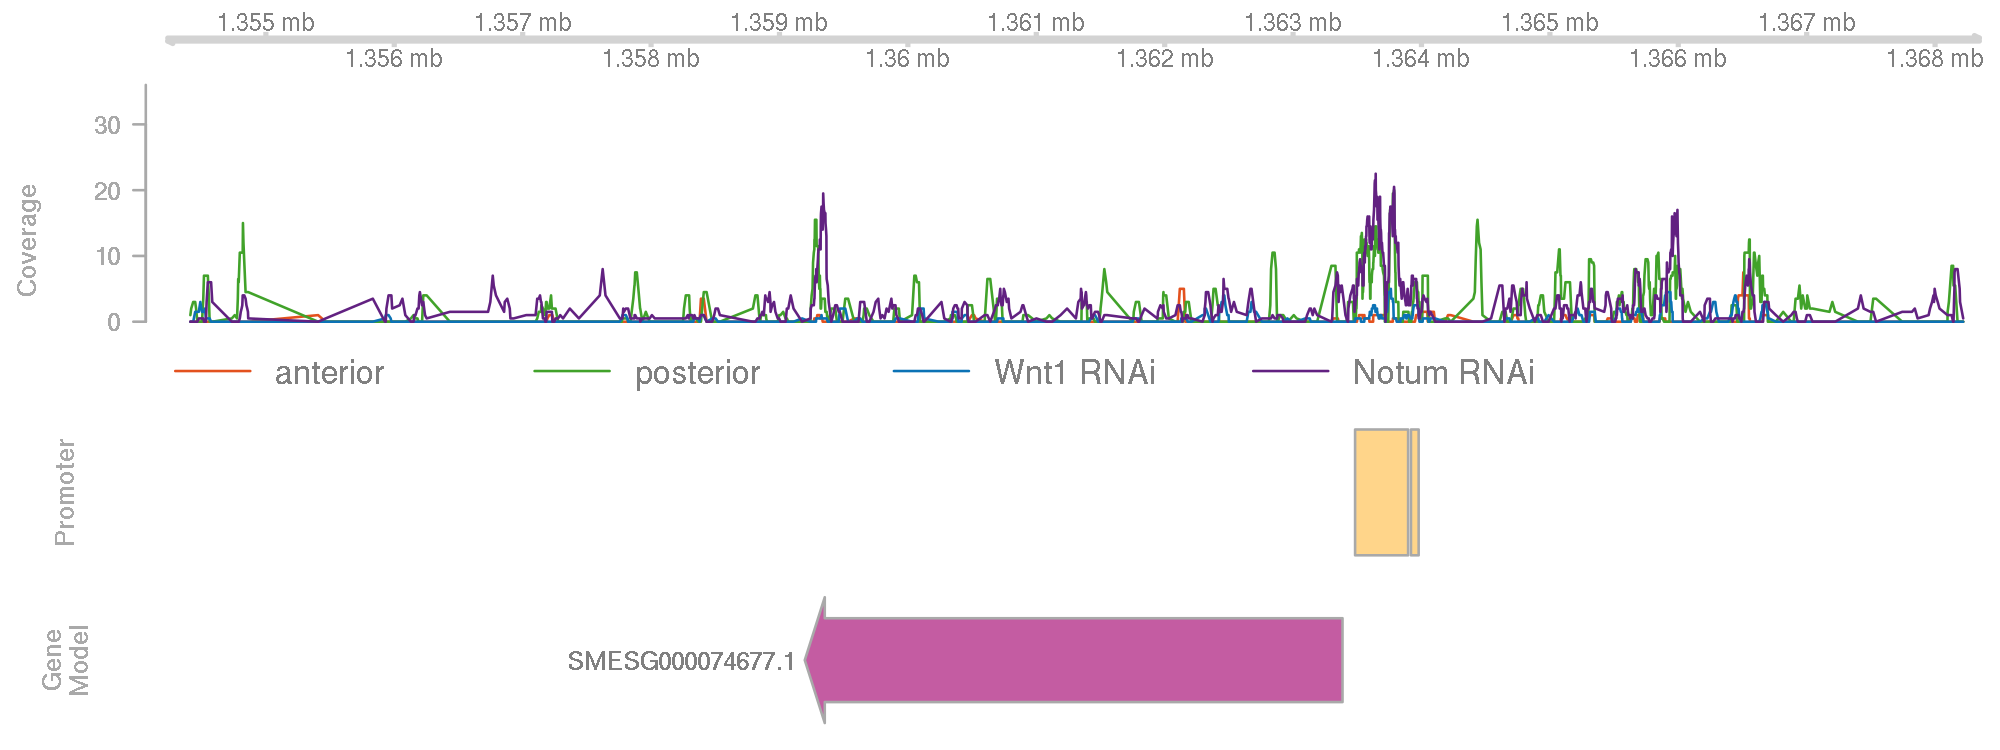 1.355 mb 1.357 mb 1.359 mb 1.361 mb 1.363 mb 1.365 mb 1.367 mb
1.356 mb 1.358 mb 1.36 mb 1.362 mb 1.364 mb 1.366 mb 1.368 mb
Coverage
30
20
10
0
anterior posterior Wnt1 RNAi Notum RNAi
Promoter
Gene
Model
SMESG000074677.1